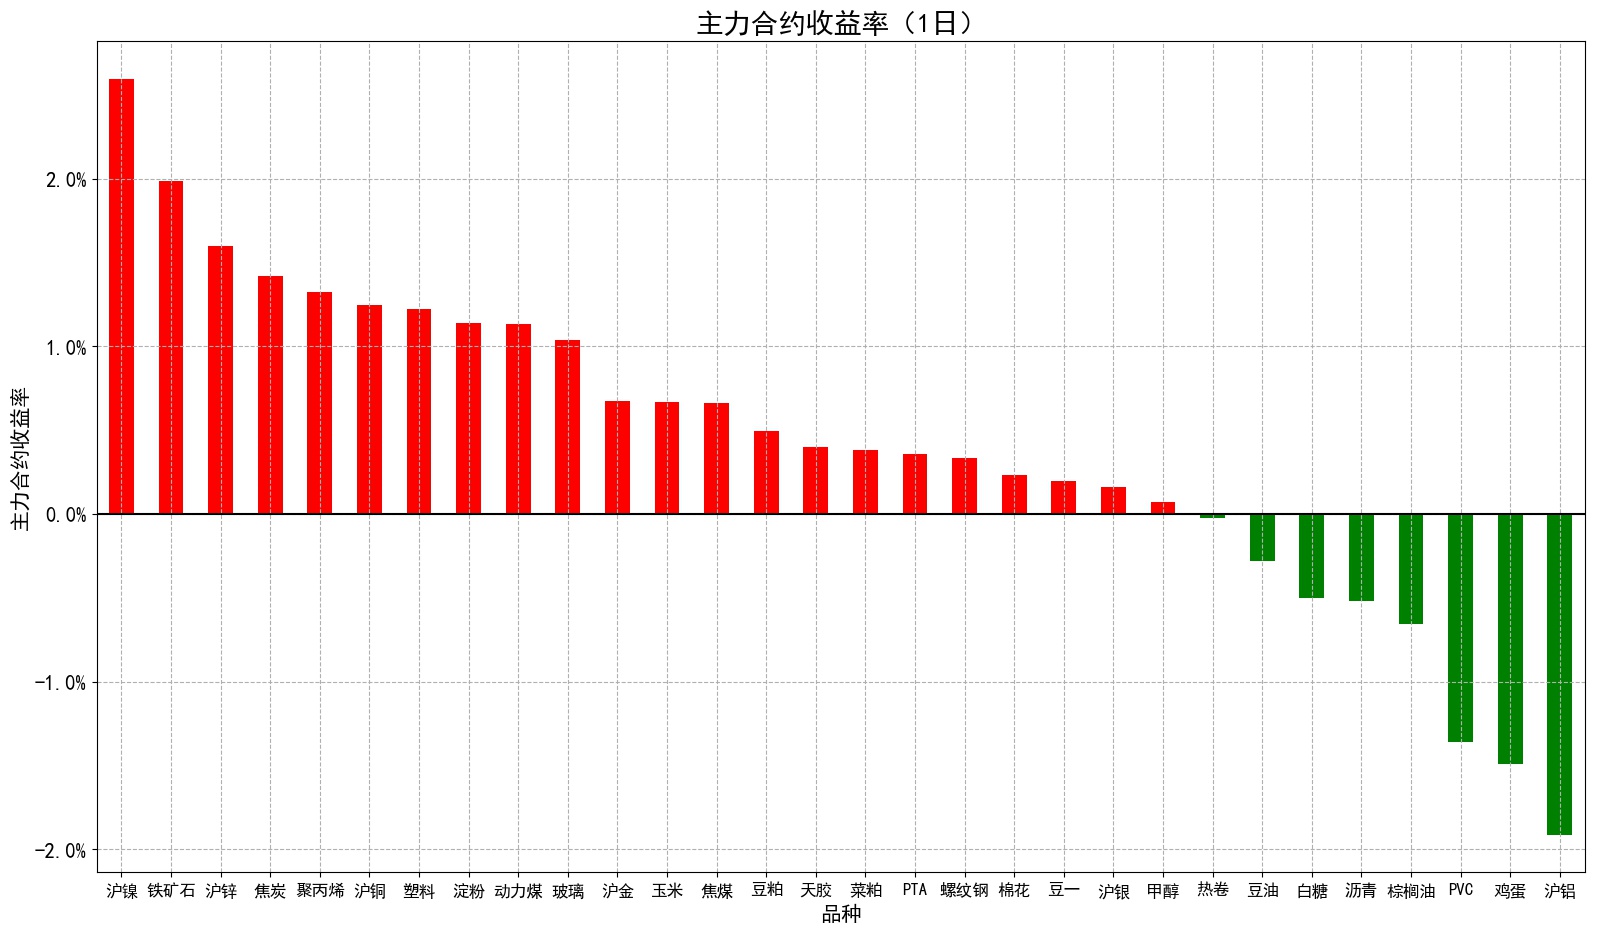 主力合约收益率（1日）
主力合约收益率
2.0%
1.0%
0.0%
−1.0%
−2.0%
沪镍 铁矿石 沪锌 焦炭 聚丙烯 沪铜 塑料 淀粉 动力煤 玻璃 沪金 玉米 焦煤 豆粕 天胶 菜粕 PTA 螺纹钢 棉花 豆一 沪银 甲醇 热卷 豆油 白糖 沥青 棕榈油 PVC 鸡蛋 沪铝
品种